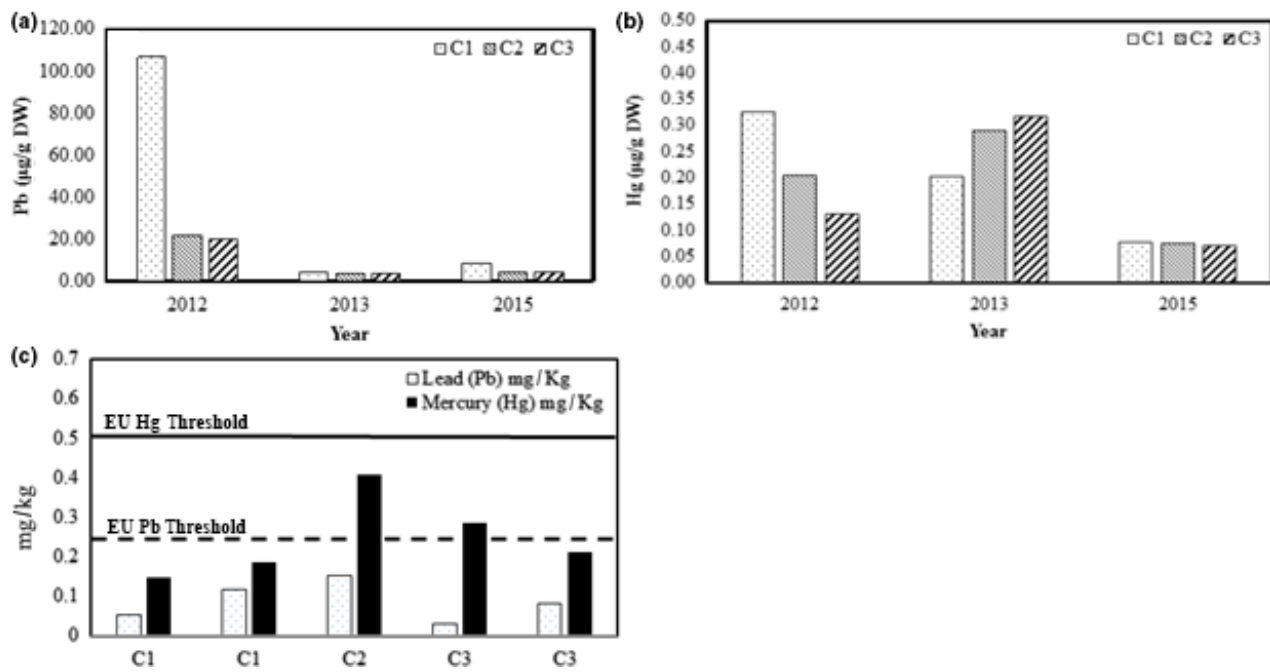 (a)
120.00
100.00
80.00
60.00
40.00
20.00
0.00
Pb (µg/g DW)
C1 C2 C3
2012 2013 2015
Year
(b)
0.50
0.45
0.40
0.35
0.30
0.25
0.20
0.15
0.10
0.05
0.00
Hg (µg/g DW)
C1 C2 C3
2012 2013 2015
Year
(c)
0.7
0.6
0.5
0.4
0.3
0.2
0.1
0
mg/kg
Lead (Pb) mg/Kg
Mercury (Hg) mg/Kg
EU Hg Threshold
EU Pb Threshold
C1 C1 C2 C3 C3